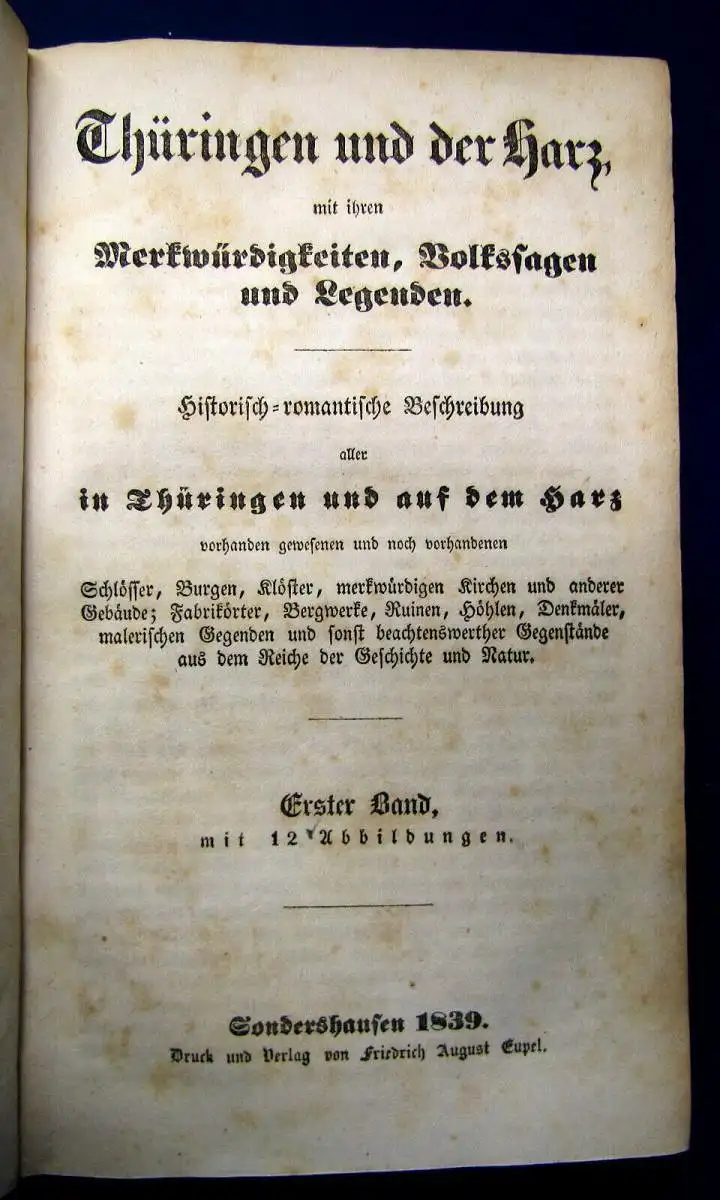 Thüringen und der Harz,
mit ihren
Merkwürdigkeiten, Volkssagen
und Legenden.
Historisch-romantische Beschreibung
aller
in Thüringen und auf dem Harz
vorhanden gewesenen und noch vorhandenen
Schlösser, Burgen, Klöster, merkwürdigen Kirchen und anderer
Gebäude; Fabrikörter, Bergwerke, Ruinen, Höhlen, Denkmäler,
malerischen Gegenden und sonst beachtenswerther Gegenstände
aus dem Reiche der Geschichte und Natur.
Erster Band,
mit 12 Abbildungen.
Sondershausen 1839.
Druck und Verlag von Friedrich August Eupel.